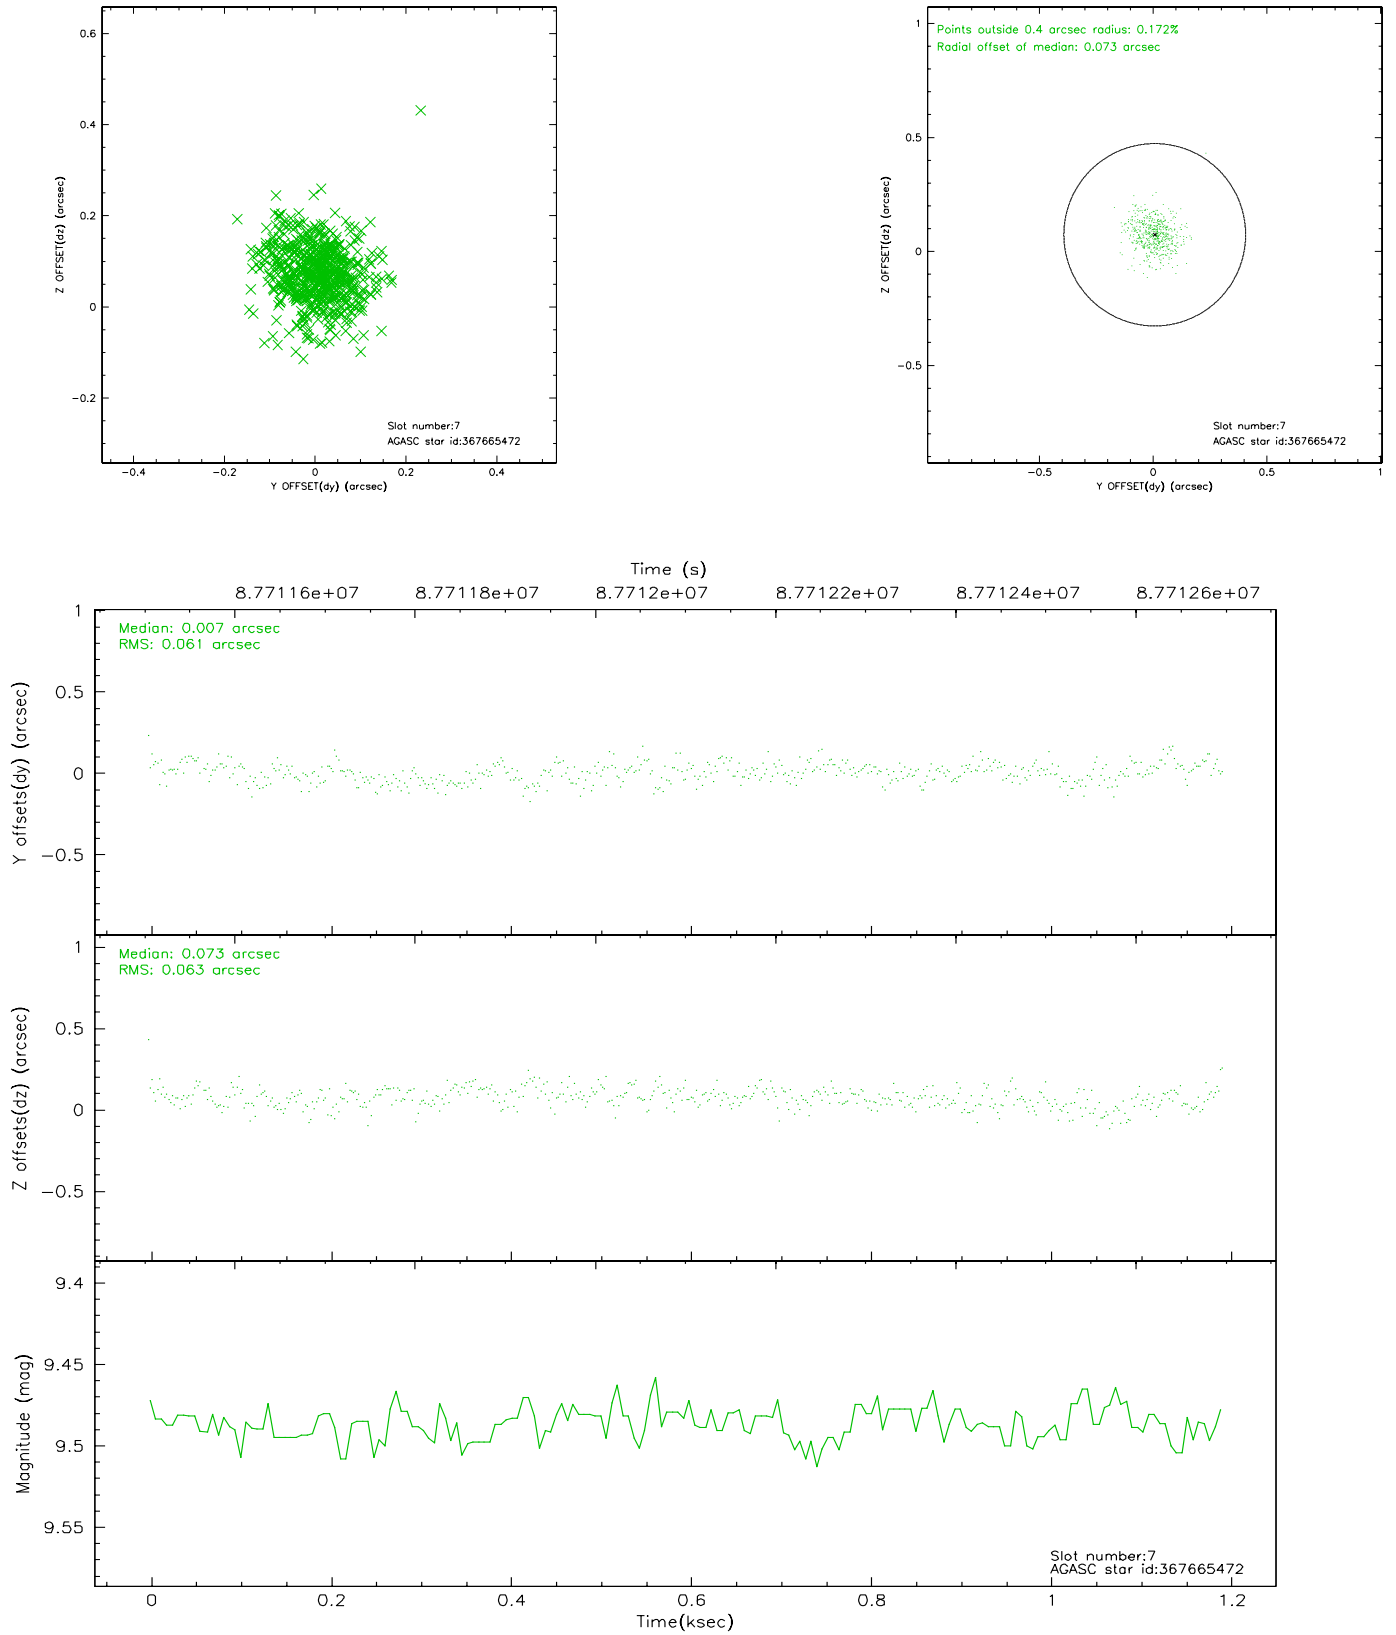 0.6
0.4
0.2
0
−0.2
Z OFFSET(dz) (arcsec)
−0.4 −0.2 0 0.2 0.4
Y OFFSET(dy) (arcsec)
Slot number:7
AGASC star id:367665472
Points outside 0.4 arcsec radius: 0.172%
Radial offset of median: 0.073 arcsec
1
0.5
0
−0.5
Z OFFSET(dz) (arcsec)
−0.5 0 0.5 1
Y OFFSET(dy) (arcsec)
Slot number:7
AGASC star id:367665472
Time (s)
8.77116e+07 8.77118e+07 8.7712e+07 8.77122e+07 8.77124e+07 8.77126e+07
Median: 0.007 arcsec
RMS: 0.061 arcsec
1
0.5
0
−0.5
Y offsets(dy) (arcsec)
Median: 0.073 arcsec
RMS: 0.063 arcsec
1
0.5
0
−0.5
Z offsets(dz) (arcsec)
9.4
9.45
9.5
9.55
Magnitude (mag)
Slot number:7
AGASC star id:367665472
0 0.2 0.4 0.6 0.8 1 1.2
Time(ksec)